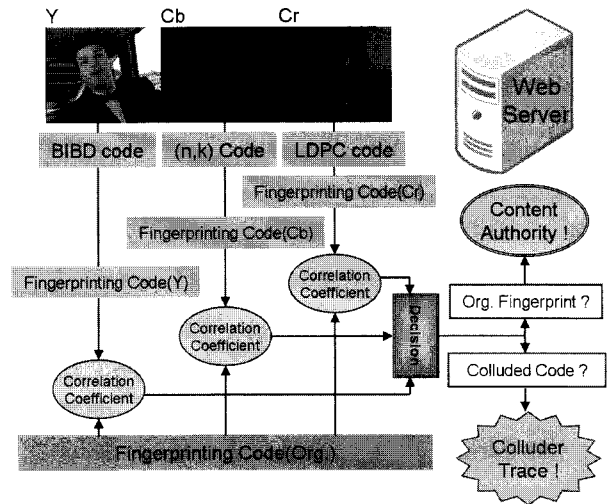 Y Cb Cr
Web
Server
BIBD code (n,k) Code LDPC code
Fingerprinting Code(Cr)
Content
Authority !
Fingerprinting Code(Cb)
Fingerprinting Code(Y)
Correlation
Coefficient
Org. Fingerprint ?
Correlation
Coefficient
Decision
Colluded Code ?
Correlation
Coefficient
Fingerprinting Code(Org.)
Colluder
Trace !